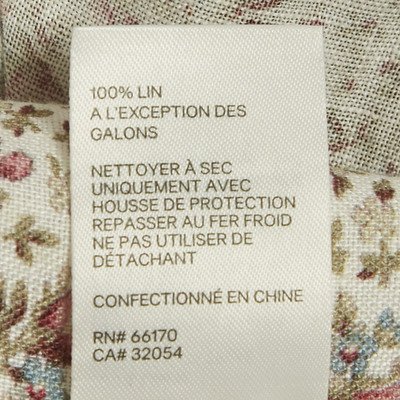 100% LIN
A L'EXCEPTION DES
GALONS
NETTOYER À SEC
UNIQUEMENT AVEC
HOUSSE DE PROTECTION
REPASSER AU FER FROID
NE PAS UTILISER DE
DÉTACHANT
CONFECTIONNÉ EN CHINE
RN# 66170
CA# 32054